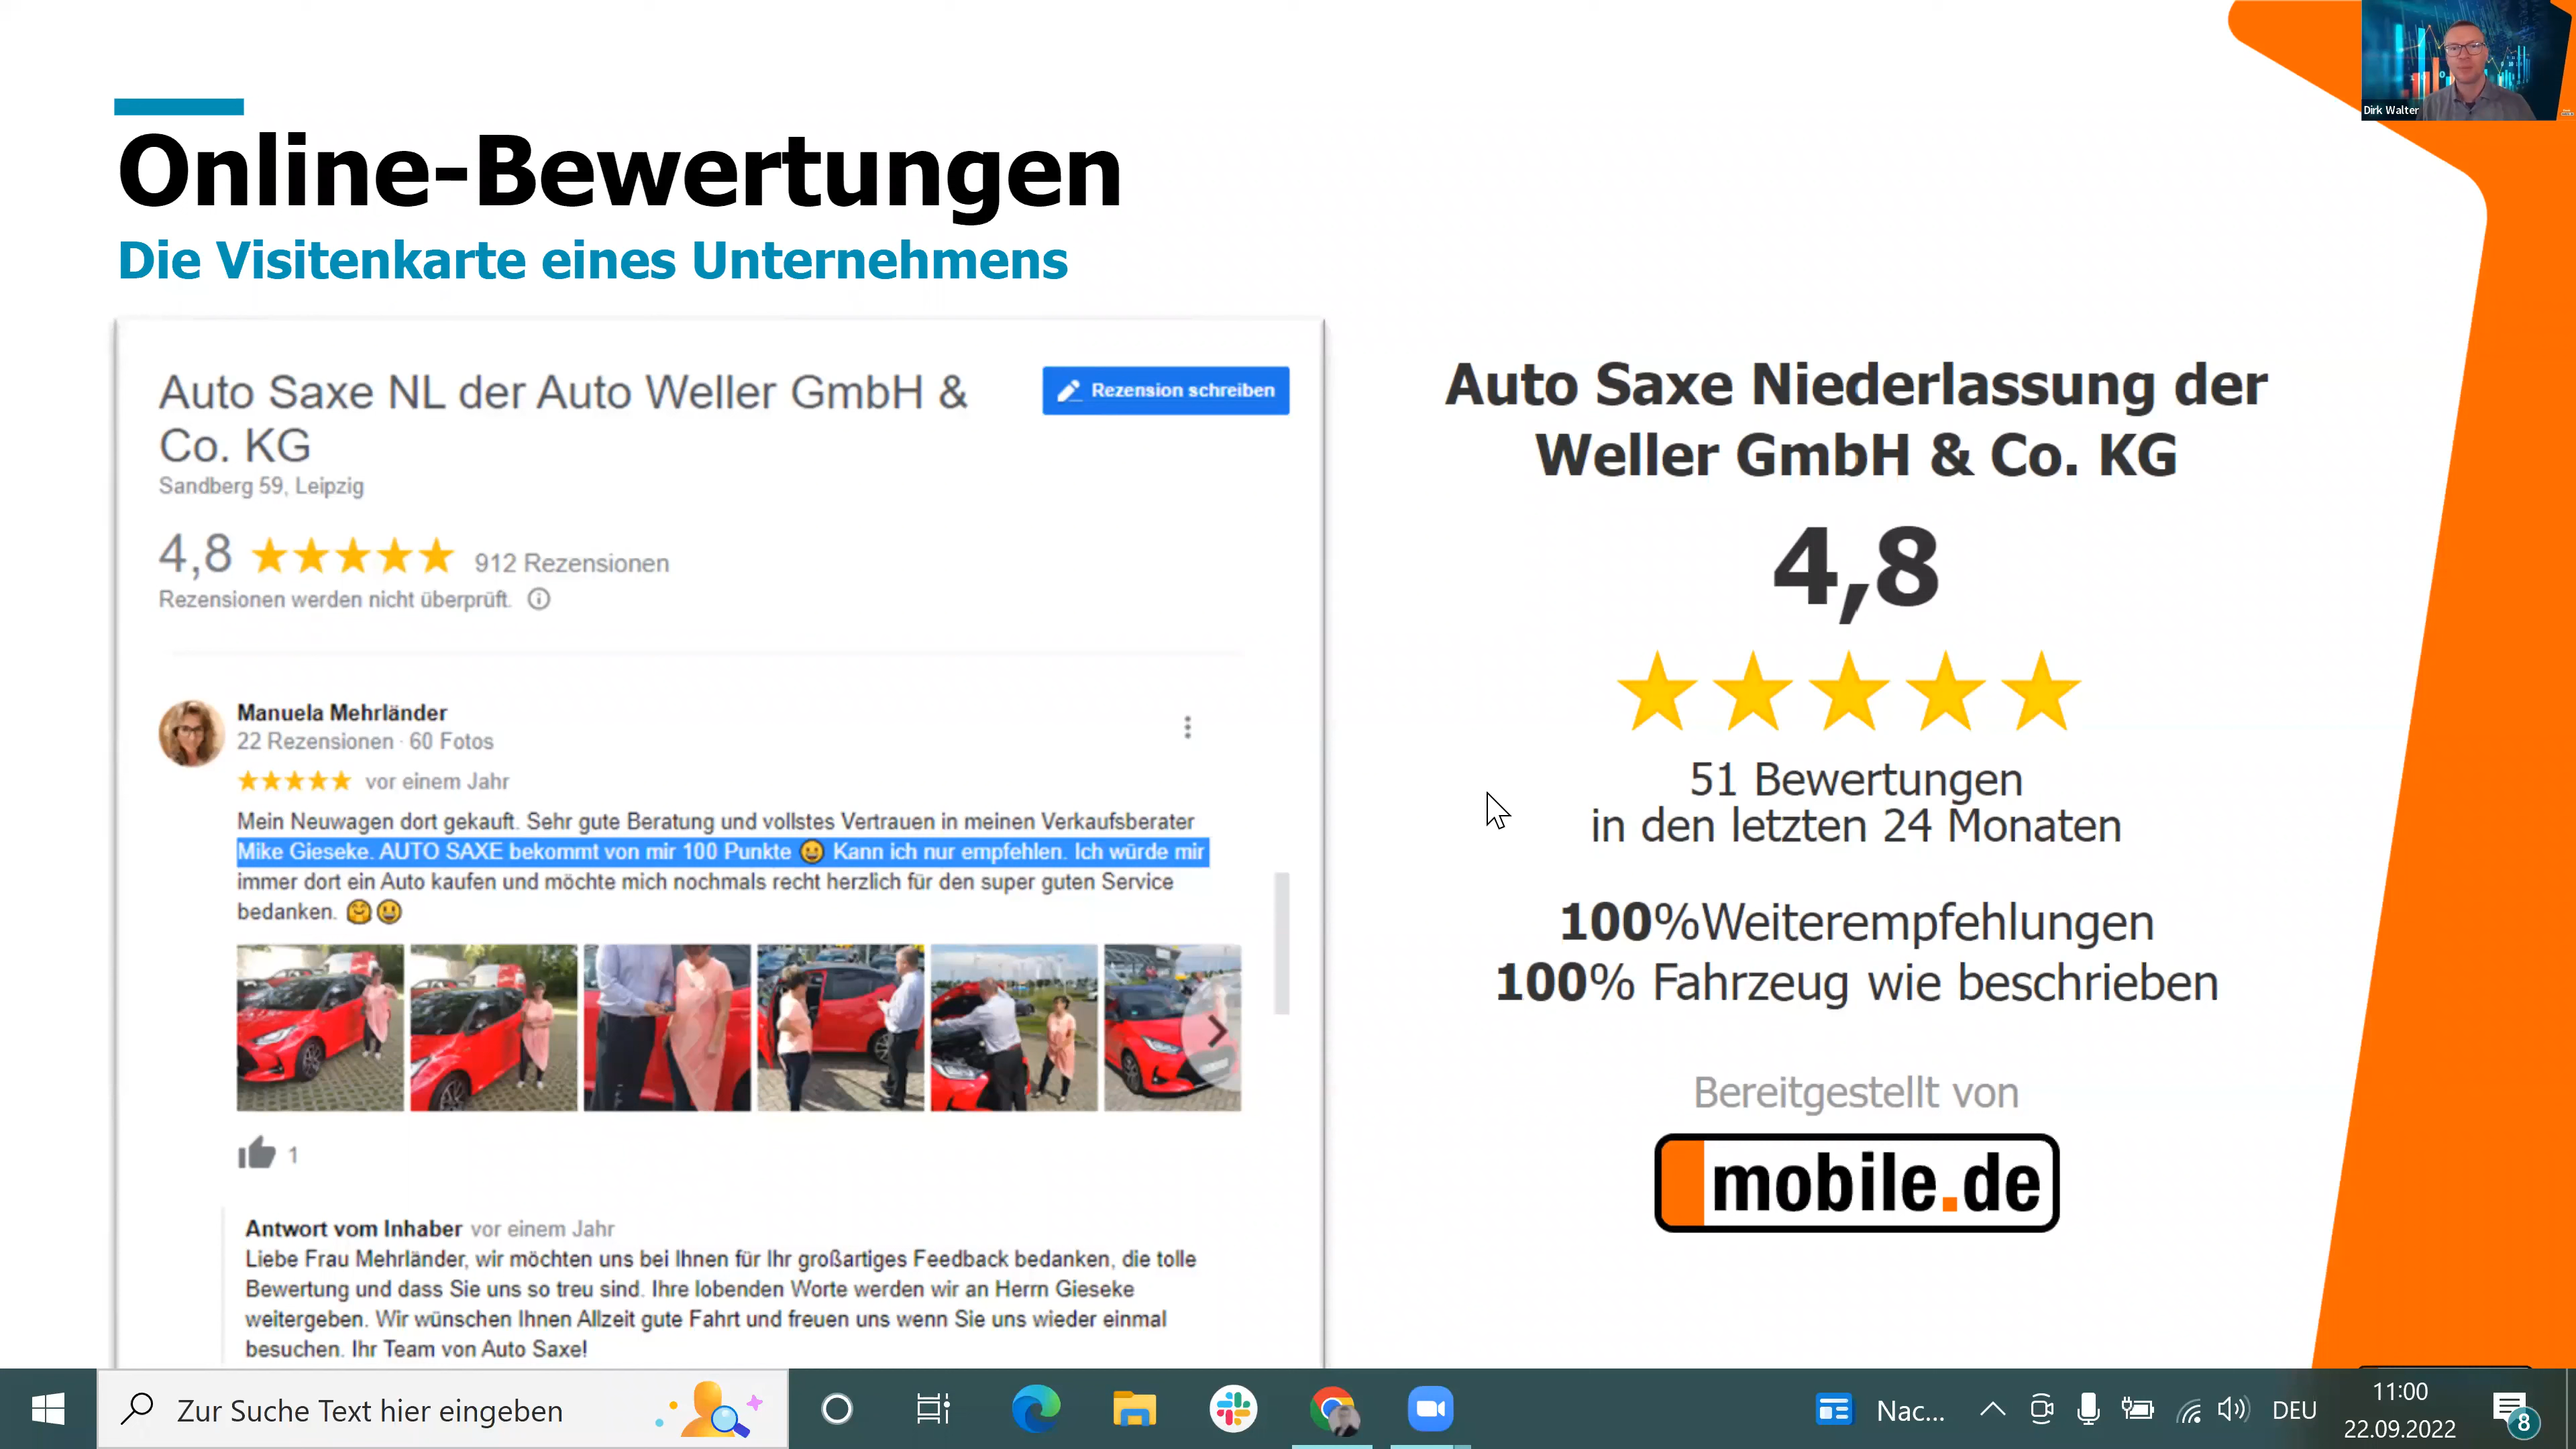 Dirk Walter
Online-Bewertungen
Die Visitenkarte eines Unternehmens
Auto Saxe NL der Auto Weller GmbH &
Co. KG
Rezension schreiben
Sandberg 59, Leipzig
4,8
912 Rezensionen
Rezensionen werden nicht überprüft.
Manuela Mehrländer
22 Rezensionen · 60 Fotos
vor einem Jahr
Mein Neuwagen dort gekauft. Sehr gute Beratung und vollstes Vertrauen in meinen Verkaufsberater
Mike Gieseke. AUTO SAXE bekommt von mir 100 Punkte 😀 Kann ich nur empfehlen. Ich würde mir
immer dort ein Auto kaufen und möchte mich nochmals recht herzlich für den super guten Service
bedanken. 🤗😃
1
Antwort vom Inhaber vor einem Jahr
Liebe Frau Mehrländer, wir möchten uns bei Ihnen für Ihr großartiges Feedback bedanken, die tolle
Bewertung und dass Sie uns so treu sind. Ihre lobenden Worte werden wir an Herrn Gieseke
weitergeben. Wir wünschen Ihnen Allzeit gute Fahrt und freuen uns wenn Sie uns wieder einmal
besuchen. Ihr Team von Auto Saxe!
Auto Saxe Niederlassung der
Weller GmbH & Co. KG
4,8
51 Bewertungen
in den letzten 24 Monaten
100%Weiterempfehlungen
100% Fahrzeug wie beschrieben
Bereitgestellt von
mobile.de
Zur Suche Text hier eingeben
Nac...
DEU
11:00
22.09.2022
8